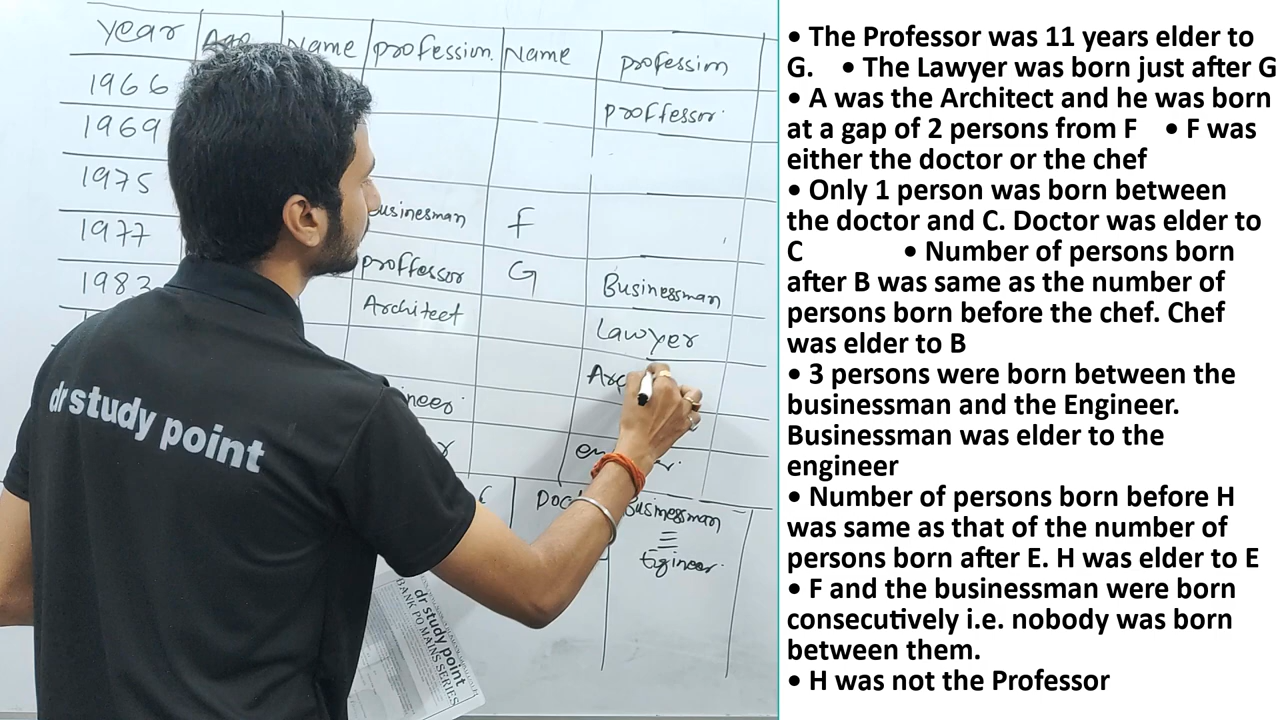 year Age Name profession. Name profession
1966
proffessor.
1969
1975
usinesman F
1977
proffessor G Businessman
1983
Architect Lawyer
neer
Businessman
Engineer.
dr study point
dr study point
BANK PO MAINS SERIES
• The Professor was 11 years elder to
G. • The Lawyer was born just after G
• A was the Architect and he was born
at a gap of 2 persons from F • F was
either the doctor or the chef
• Only 1 person was born between
the doctor and C. Doctor was elder to
C • Number of persons born
after B was same as the number of
persons born before the chef. Chef
was elder to B
• 3 persons were born between the
businessman and the Engineer.
Businessman was elder to the
engineer
• Number of persons born before H
was same as that of the number of
persons born after E. H was elder to E
• F and the businessman were born
consecutively i.e. nobody was born
between them.
• H was not the Professor